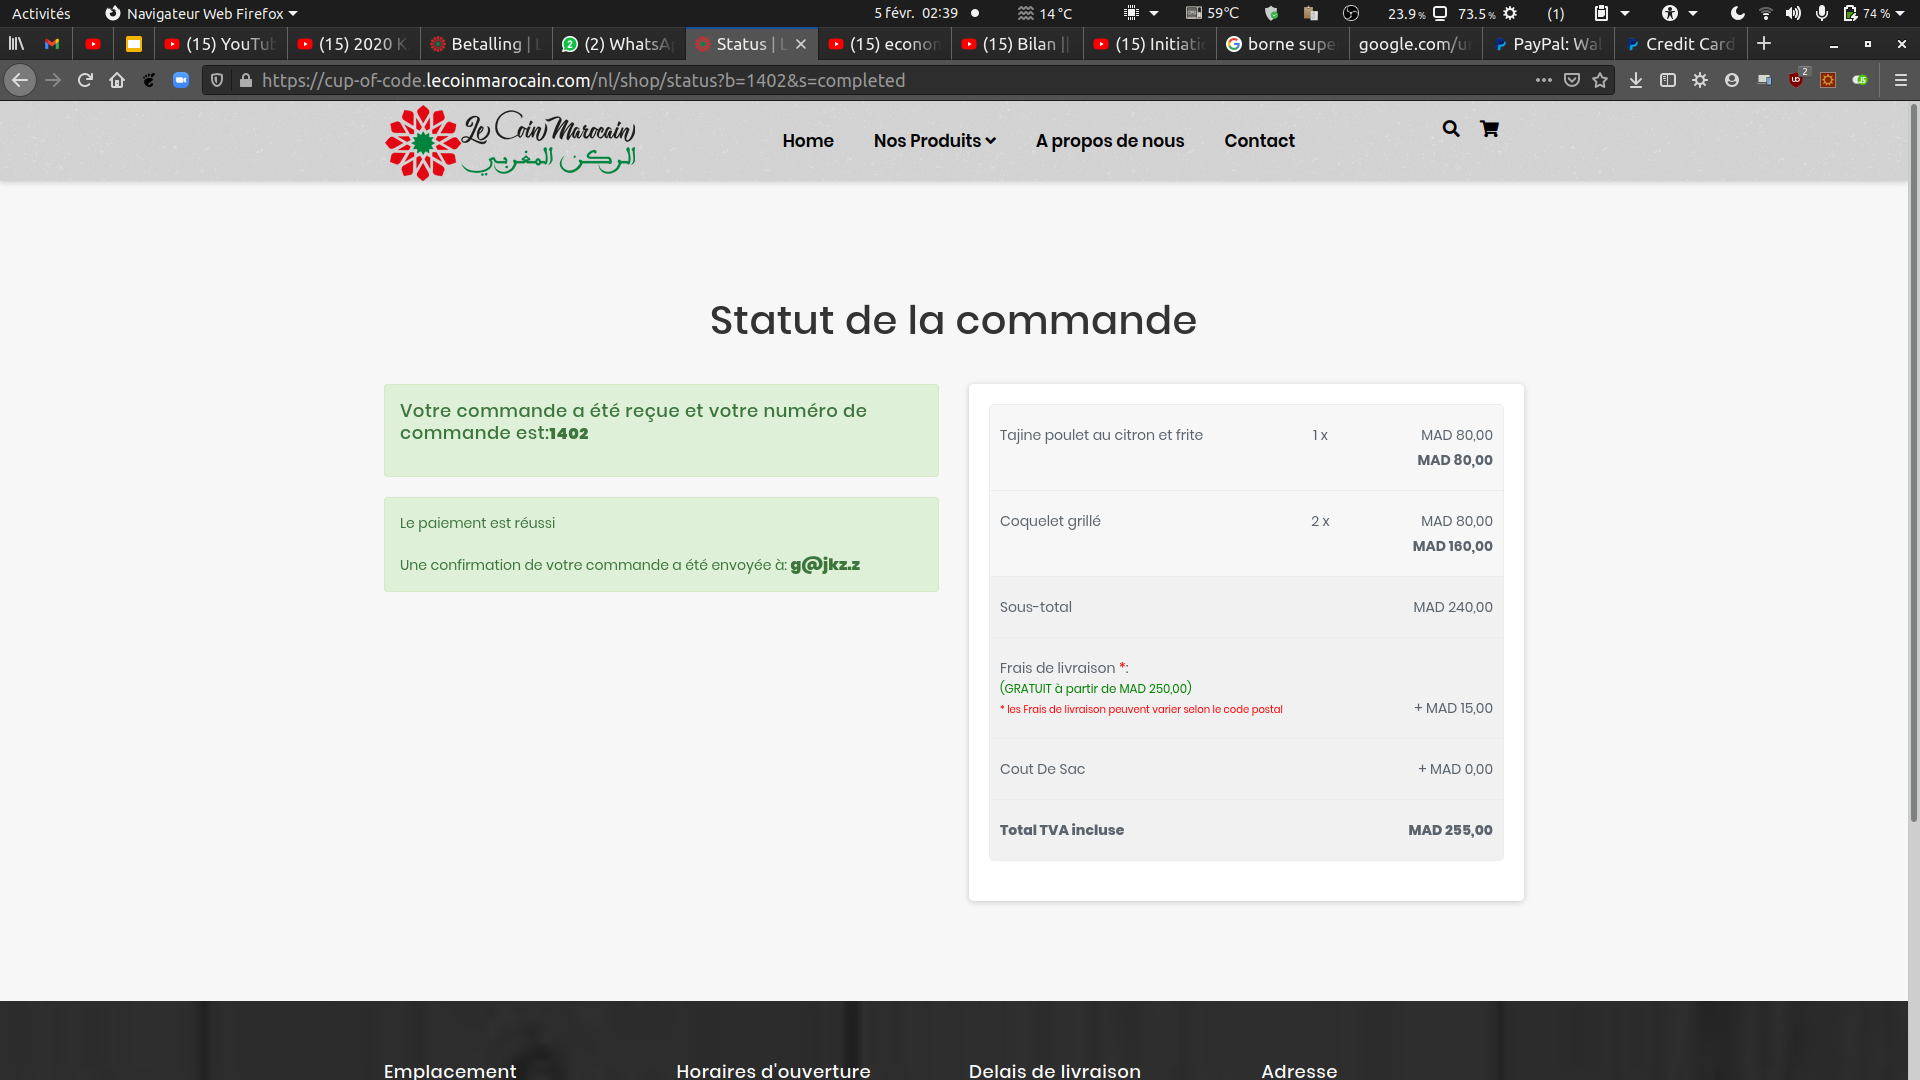 Activités
Navigateur Web Firefox
5 févr. 02:39
14 °C
59°C
23.9 %
73.5 %
(1)
74 %
(15) YouTu
(15) 2020 K
Betalling | L
(2) WhatsA
Status | L
(15) econom
(15) Bilan ||
(15) Initiati
borne supe
google.com/u
PayPal: Wal
Credit Card
https://cup-of-code.lecoinmarocain.com/nl/shop/status?b=1402&s=completed
2
Le Coin Marocain
الركن المغربي
Home
Nos Produits
A propos de nous
Contact
Statut de la commande
Votre commande a été reçue et votre numéro de
commande est:1402
Le paiement est réussi
Une confirmation de votre commande a été envoyée à: g@jkz.z
Tajine poulet au citron et frite 1 x MAD 80,00
MAD 80,00
Coquelet grillé 2 x MAD 80,00
MAD 160,00
Sous-total MAD 240,00
Frais de livraison *:
(GRATUIT à partir de MAD 250,00)
* les Frais de livraison peuvent varier selon le code postal + MAD 15,00
Cout De Sac + MAD 0,00
Total TVA incluse MAD 255,00
Emplacement
Horaires d'ouverture
Delais de livraison
Adresse